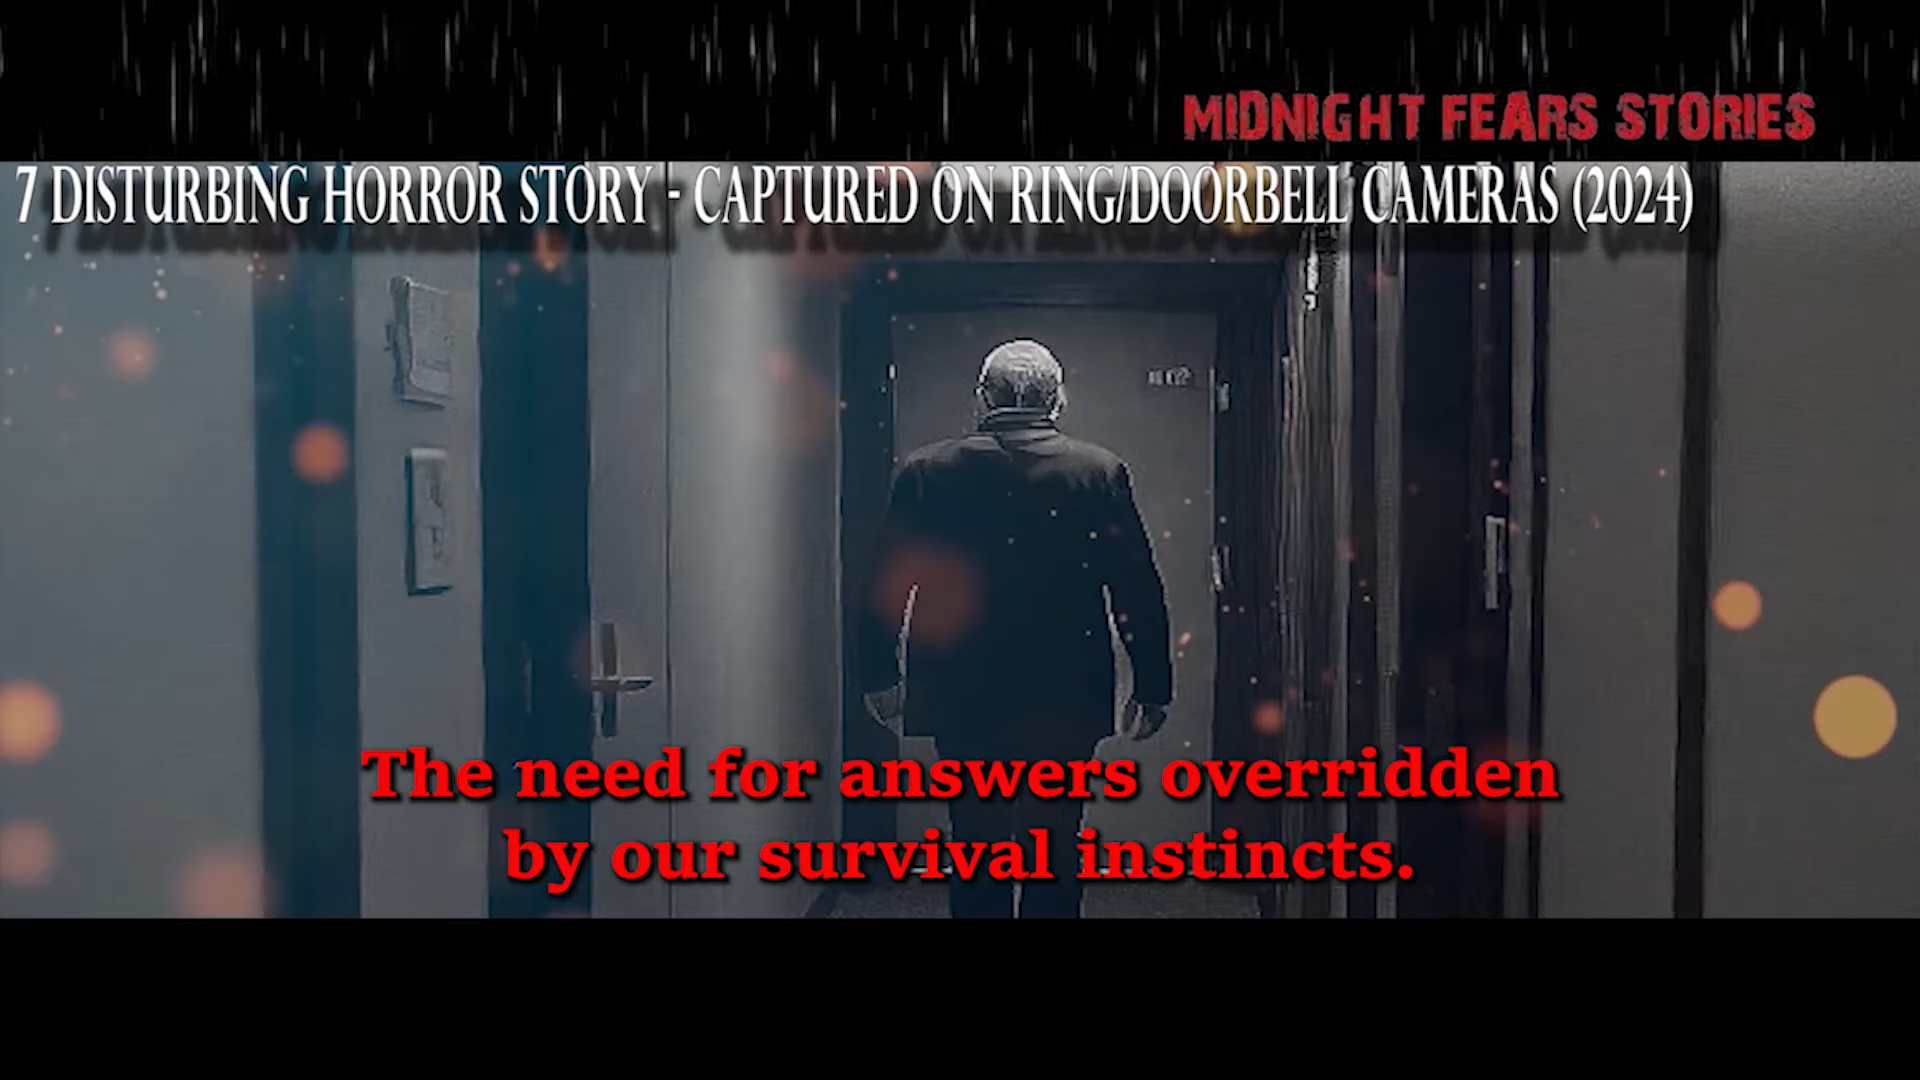 MIDNIGHT FEARS STORIES
7 DISTURBING HORROR STORY - CAPTURED ON RING/DOORBELL CAMERAS (2024)
The need for answers overridden
by our survival instincts.